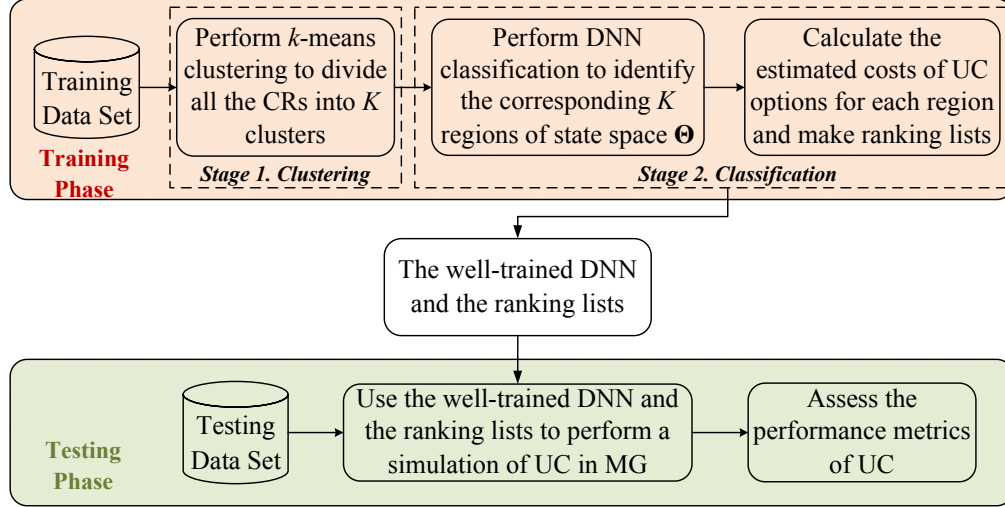 Training
Data Set
Training
Phase
Perform k-means
clustering to divide
all the CRs into K
clusters
Stage 1. Clustering
Perform DNN
classification to identify
the corresponding K
regions of state space Θ
Calculate the
estimated costs of UC
options for each region
and make ranking lists
Stage 2. Classification
The well-trained DNN
and the ranking lists
Testing
Phase
Testing
Data Set
Use the well-trained DNN and
the ranking lists to perform a
simulation of UC in MG
Assess the
performance metrics
of UC